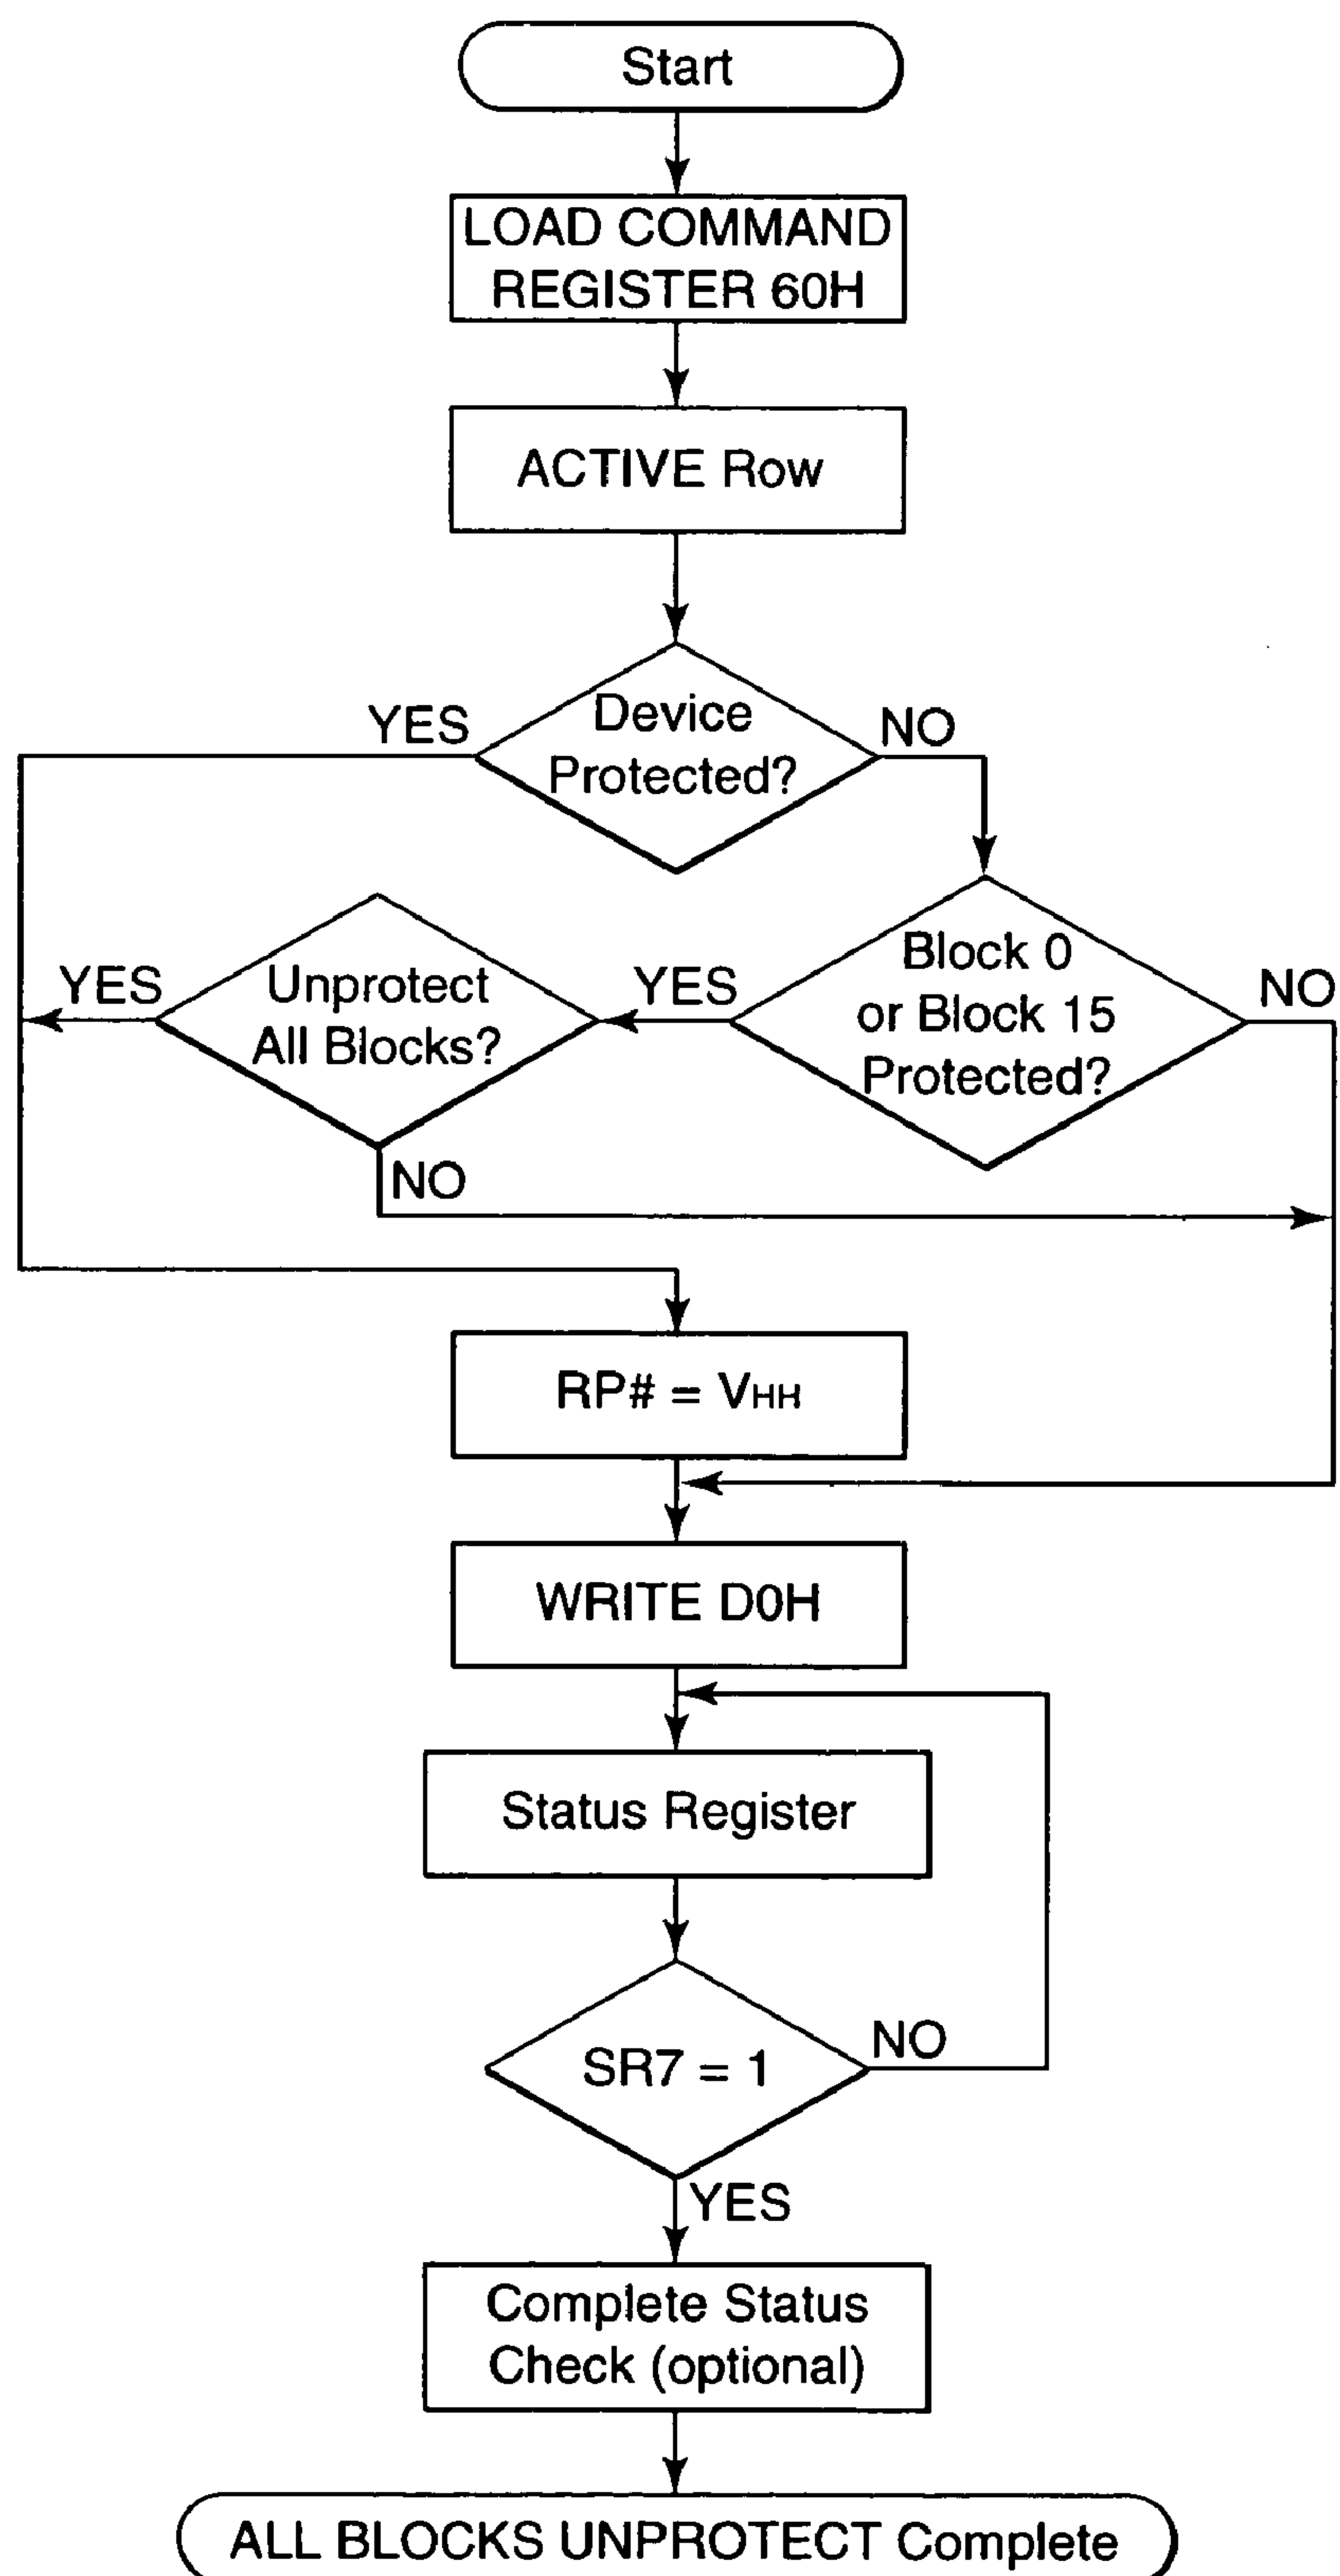 Start
LOAD COMMAND
REGISTER 60H
ACTIVE Row
YES
Device
Protected?
NO
YES
Unprotect
All Blocks?
YES
Block 0
or Block 15
Protected?
NO
NO
RP# = VHH
WRITE D0H
Status Register
SR7 = 1
NO
YES
Complete Status
Check (optional)
ALL BLOCKS UNPROTECT Complete